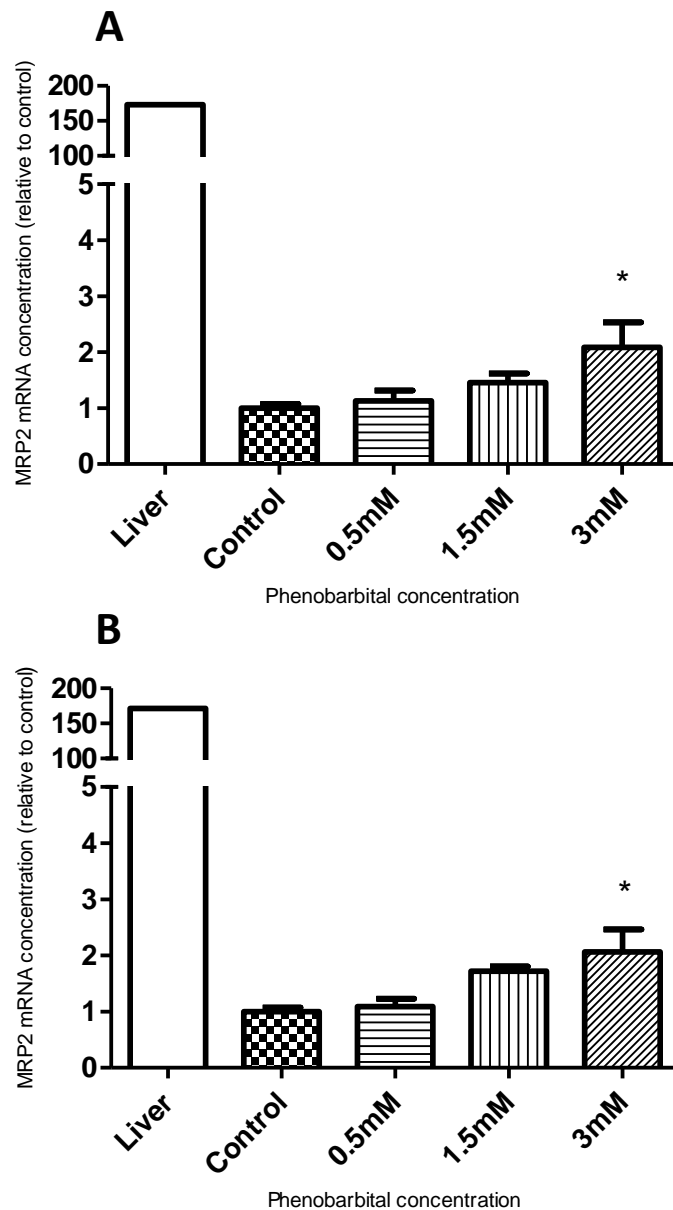 A
MRP2 mRNA concentration (relative to control)
200
150
100
5
4
3
2
1
0
*
Liver
Control
0.5mM
1.5mM
3mM
Phenobarbital concentration
B
MRP2 mRNA concentration (relative to control)
200
150
100
5
4
3
2
1
0
*
Liver
Control
0.5mM
1.5mM
3mM
Phenobarbital concentration